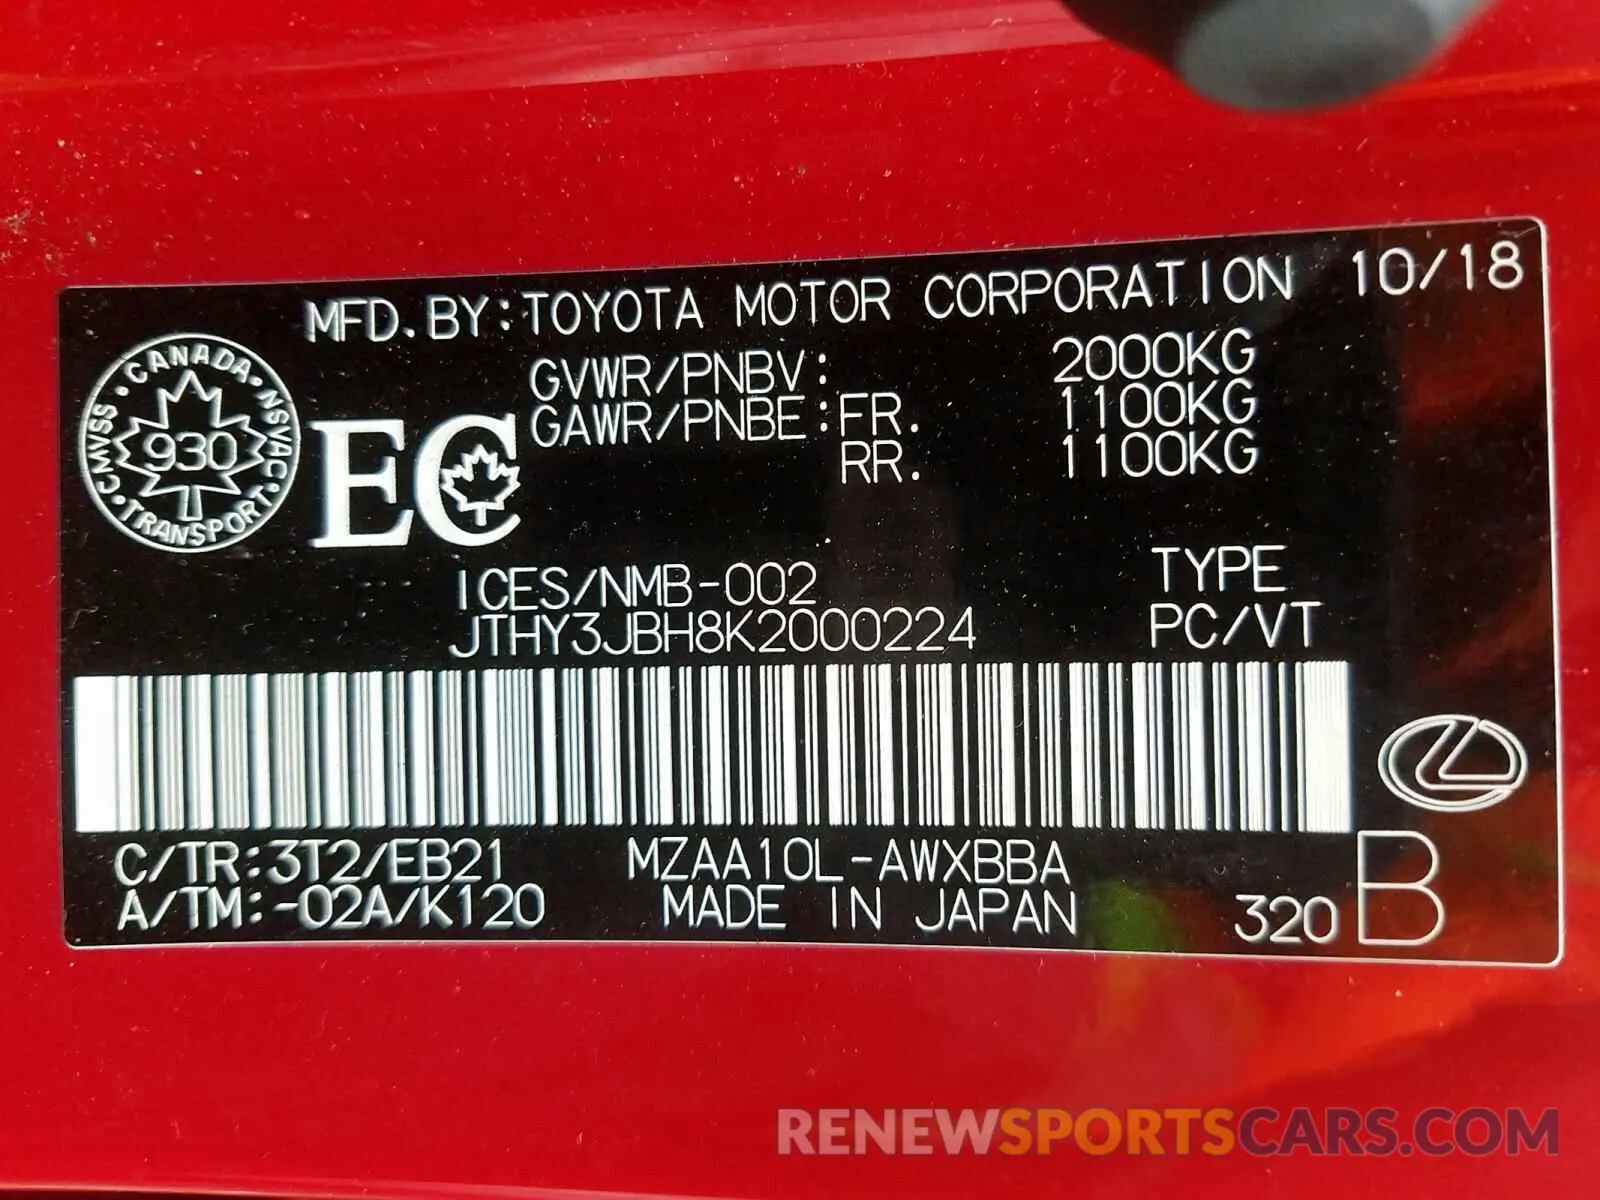 MFD.BY:TOYOTA MOTOR CORPORATION 10/18
GVWR/PNBV: 2000KG
GAWR/PNBE:FR. 1100KG
RR. 1100KG
CANADA·NSVAC·TRANSPORT·CMVSS·
930
EC
ICES/NMB-002 TYPE
JTHY3JBH8K2000224 PC/VT
C/TR:3T2/EB21 MZAA10L-AWXBBA
A/TM:-02A/K120 MADE IN JAPAN 320 B
RENEWSPORTSCARS.COM